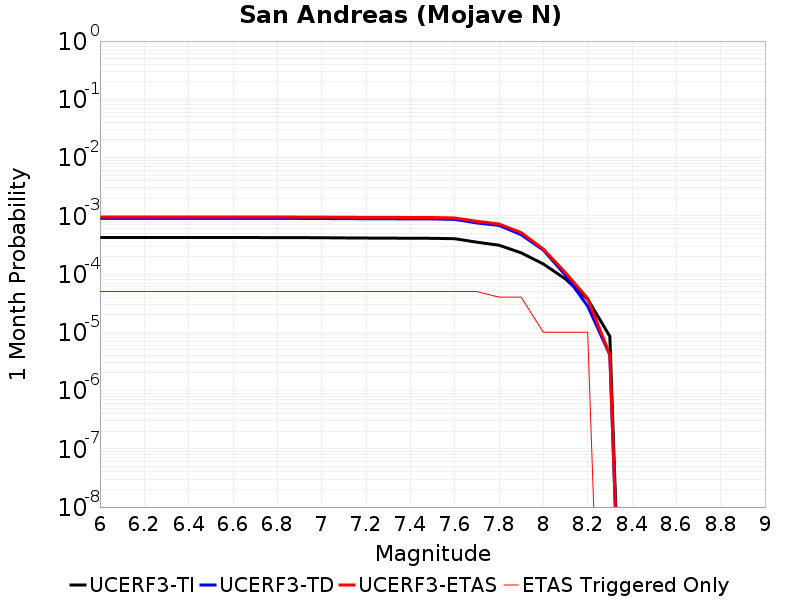 San Andreas (Mojave N)
1 Month Probability
10^0
10^-1
10^-2
10^-3
10^-4
10^-5
10^-6
10^-7
10^-8
6 6.2 6.4 6.6 6.8 7 7.2 7.4 7.6 7.8 8 8.2 8.4 8.6 8.8 9
Magnitude
UCERF3-TI UCERF3-TD UCERF3-ETAS ETAS Triggered Only